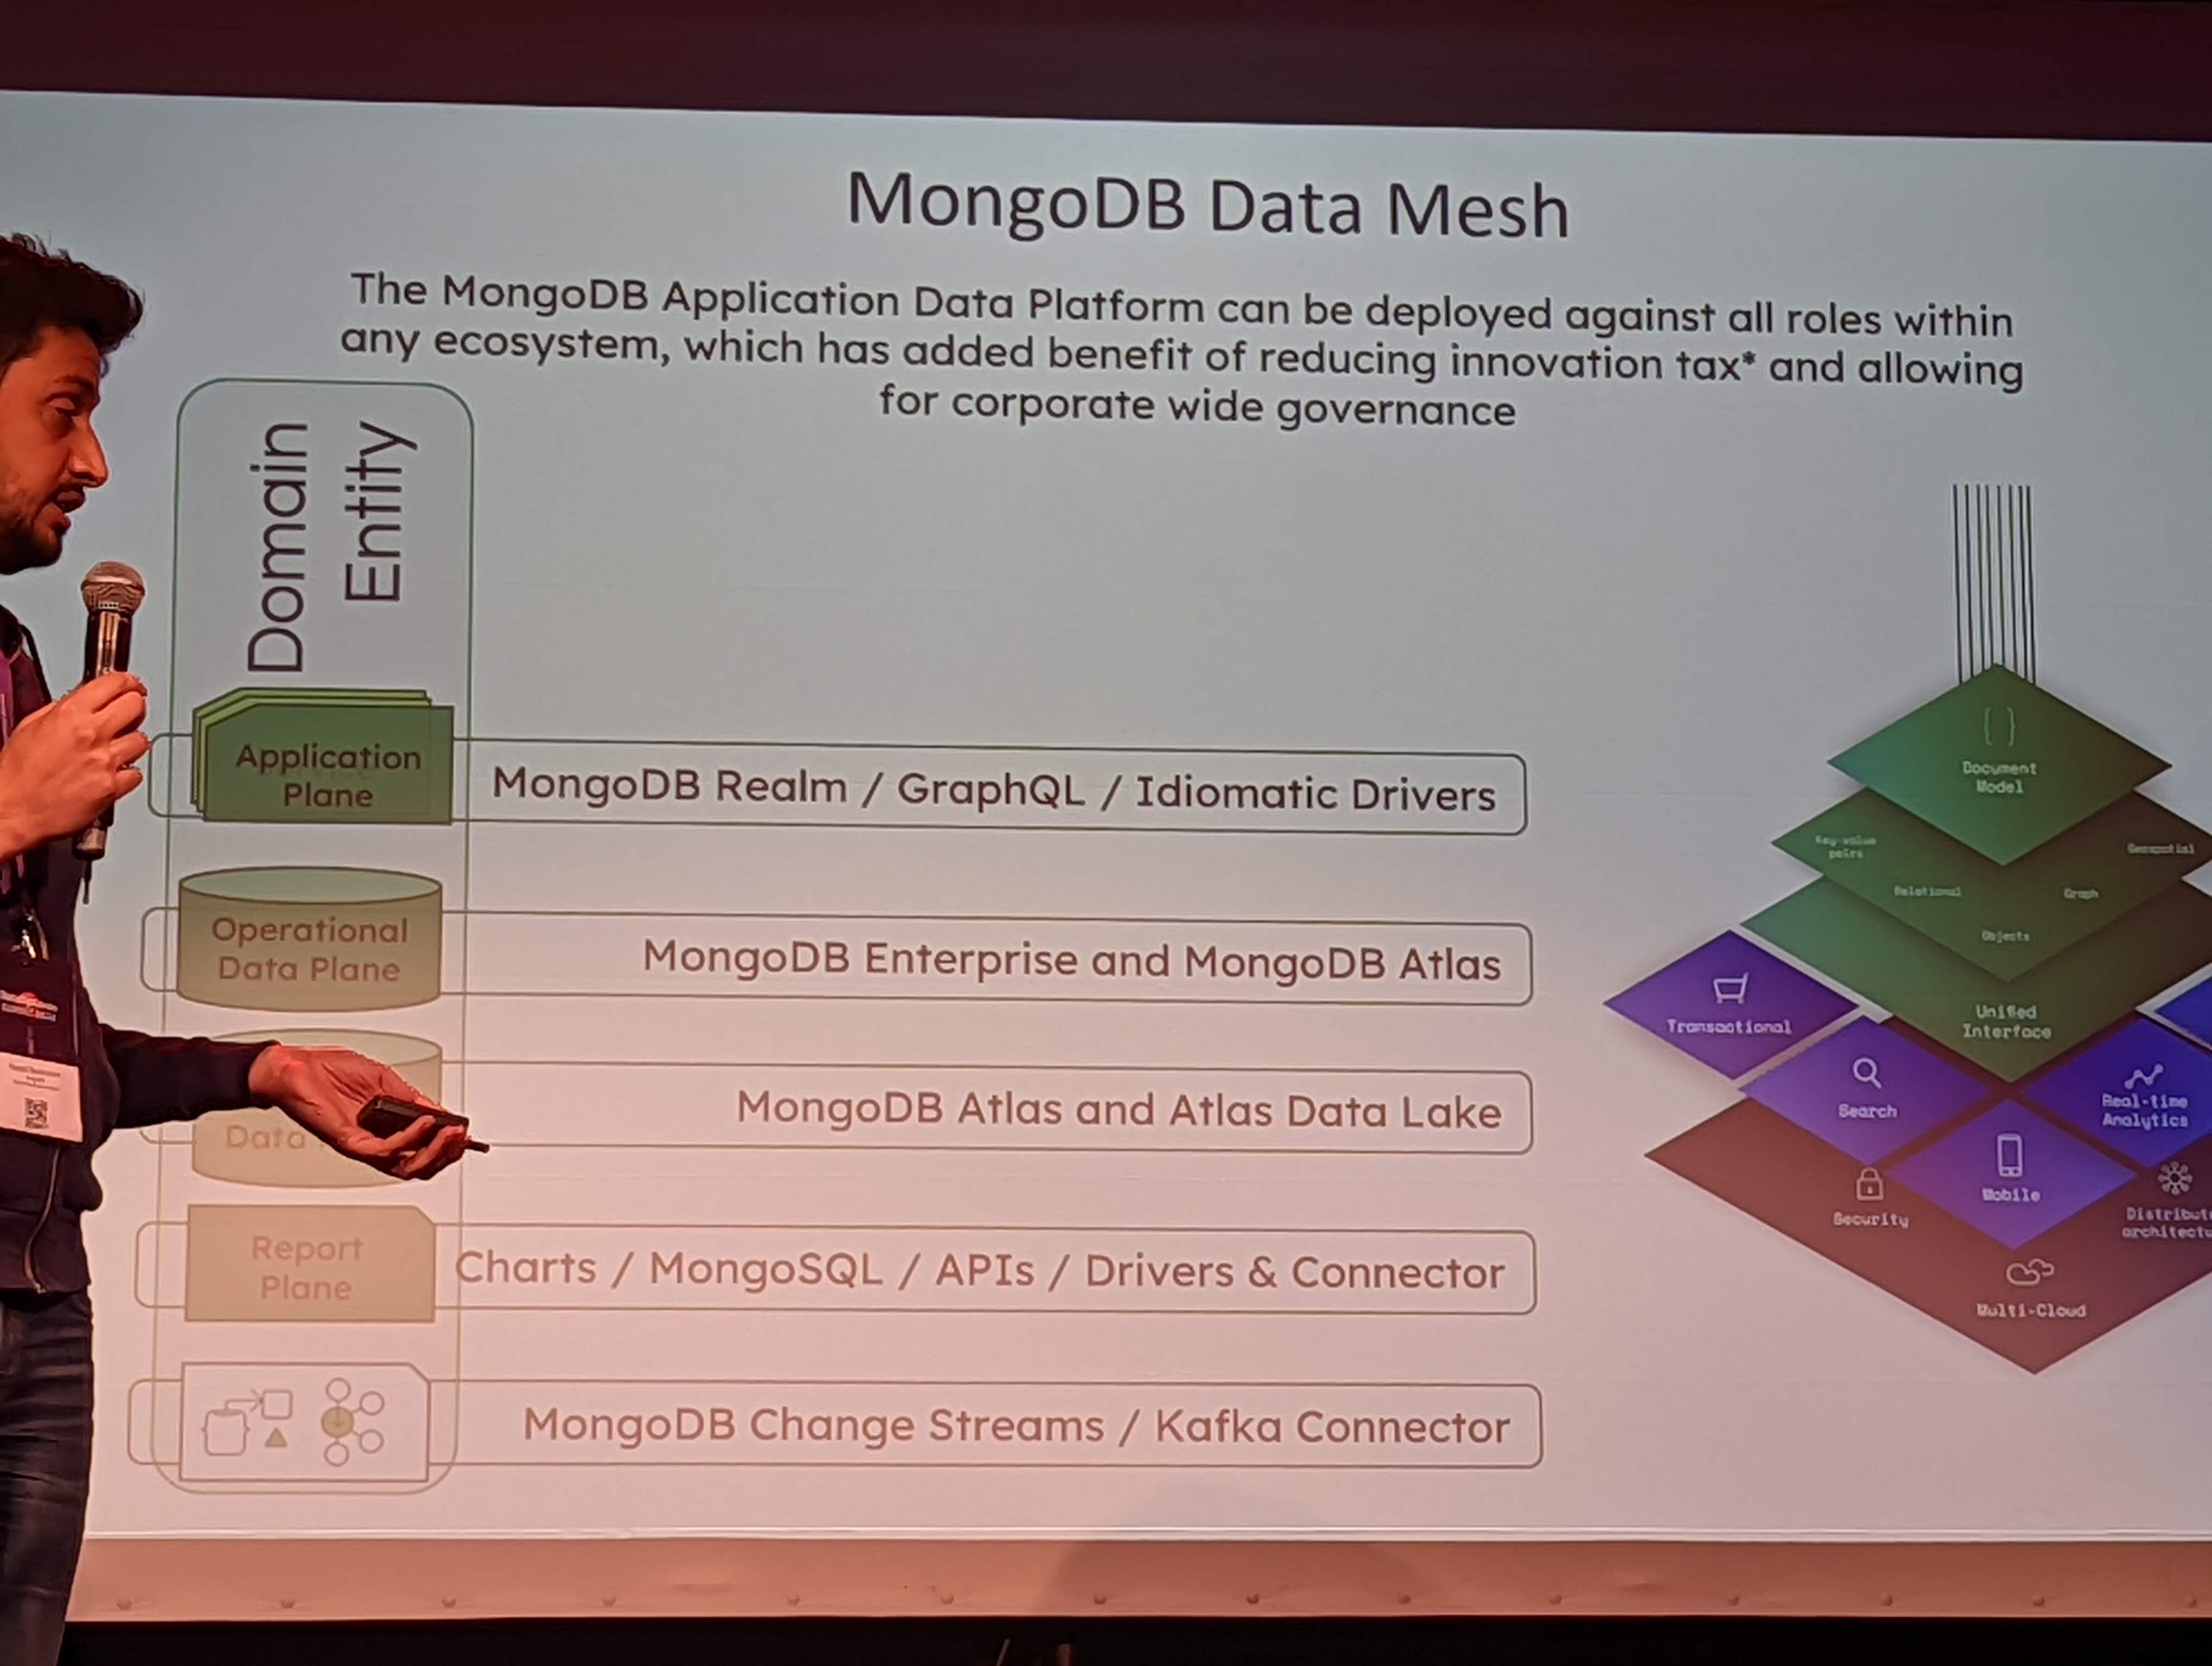 MongoDB Data Mesh
The MongoDB Application Data Platform can be deployed against all roles within
any ecosystem, which has added benefit of reducing innovation tax* and allowing
for corporate wide governance
Domain
Entity
Application
Plane
MongoDB Realm / GraphQL / Idiomatic Drivers
Operational
Data Plane
MongoDB Enterprise and MongoDB Atlas
Data
MongoDB Atlas and Atlas Data Lake
Report
Plane
Charts / MongoSQL / APIs / Drivers & Connector
MongoDB Change Streams / Kafka Connector
{ }
Document
Model
Key-value
pairs
Geospatial
Relational
Graph
Objects
Unified
Interface
Transactional
Search
Real-time
Analytics
Mobile
Security
Distribut
architectu
Multi-Cloud